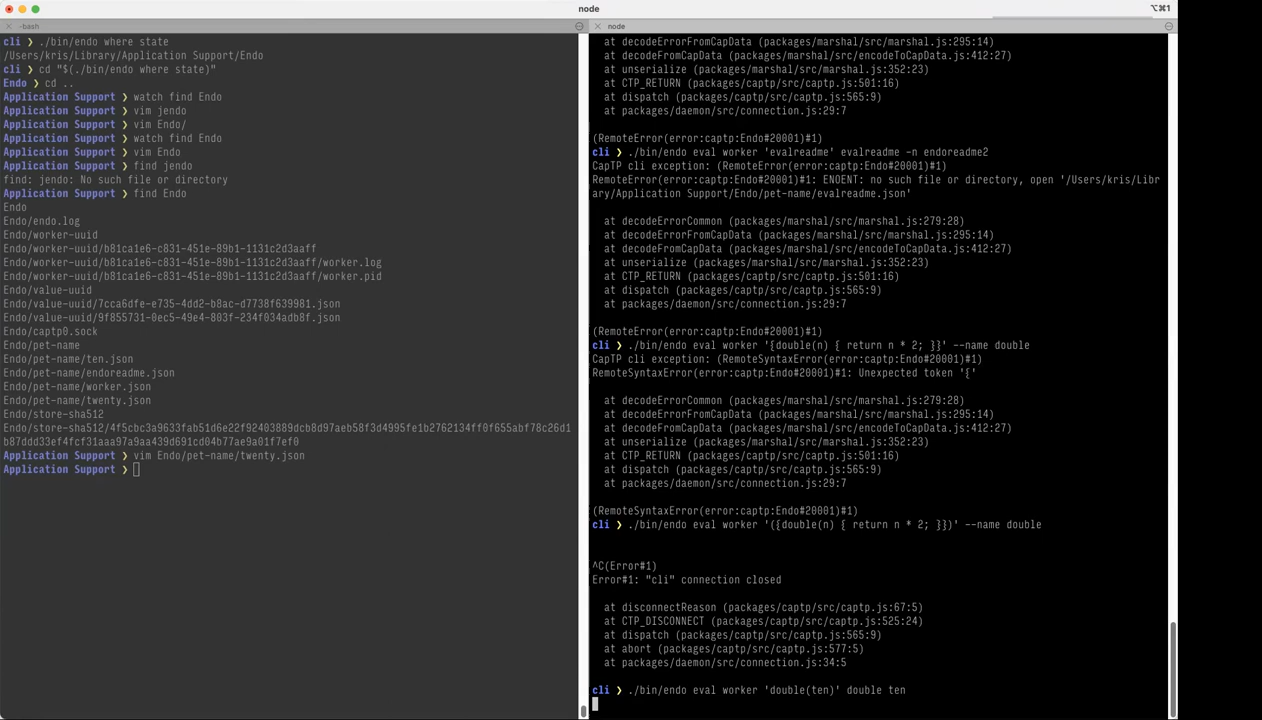 node
⌥⌘1
-bash
cli ❯ ./bin/endo where state
/Users/kris/Library/Application Support/Endo
cli ❯ cd "$(./bin/endo where state)"
Endo ❯ cd ..
Application Support ❯ watch find Endo
Application Support ❯ vim jendo
Application Support ❯ vim Endo/
Application Support ❯ watch find Endo
Application Support ❯ vim Endo
Application Support ❯ find jendo
find: jendo: No such file or directory
Application Support ❯ find Endo
Endo
Endo/endo.log
Endo/worker-uuid
Endo/worker-uuid/b81ca1e6-c831-451e-89b1-1131c2d3aaff
Endo/worker-uuid/b81ca1e6-c831-451e-89b1-1131c2d3aaff/worker.log
Endo/worker-uuid/b81ca1e6-c831-451e-89b1-1131c2d3aaff/worker.pid
Endo/value-uuid
Endo/value-uuid/7cca6dfe-e735-4dd2-b8ac-d7738f639981.json
Endo/value-uuid/9f855731-0ec5-49e4-803f-234f034adb8f.json
Endo/captp0.sock
Endo/pet-name
Endo/pet-name/ten.json
Endo/pet-name/endoreadme.json
Endo/pet-name/worker.json
Endo/pet-name/twenty.json
Endo/store-sha512
Endo/store-sha512/4f5cbc3a9633fab51d6e22f92403889dcb8d97aeb58f3d4995fe1b2762134ff0f655abf78c26d1
b87ddd33ef4fcf31aaa97a9aa439d691cd04b77ae9a01f7ef0
Application Support ❯ vim Endo/pet-name/twenty.json
Application Support ❯
node
at decodeErrorFromCapData (packages/marshal/src/marshal.js:295:14)
at decodeFromCapData (packages/marshal/src/encodeToCapData.js:412:27)
at unserialize (packages/marshal/src/marshal.js:352:23)
at CTP_RETURN (packages/captp/src/captp.js:501:16)
at dispatch (packages/captp/src/captp.js:565:9)
at packages/daemon/src/connection.js:29:7
(RemoteError(error:captp:Endo#20001)#1)
cli ❯ ./bin/endo eval worker 'evalreadme' evalreadme -n endoreadme2
CapTP cli exception: (RemoteError(error:captp:Endo#20001)#1)
RemoteError(error:captp:Endo#20001)#1: ENOENT: no such file or directory, open '/Users/kris/Libr
ary/Application Support/Endo/pet-name/evalreadme.json'
at decodeErrorCommon (packages/marshal/src/marshal.js:279:28)
at decodeErrorFromCapData (packages/marshal/src/marshal.js:295:14)
at decodeFromCapData (packages/marshal/src/encodeToCapData.js:412:27)
at unserialize (packages/marshal/src/marshal.js:352:23)
at CTP_RETURN (packages/captp/src/captp.js:501:16)
at dispatch (packages/captp/src/captp.js:565:9)
at packages/daemon/src/connection.js:29:7
(RemoteError(error:captp:Endo#20001)#1)
cli ❯ ./bin/endo eval worker '{double(n) { return n * 2; }}' --name double
CapTP cli exception: (RemoteSyntaxError(error:captp:Endo#20001)#1)
RemoteSyntaxError(error:captp:Endo#20001)#1: Unexpected token '{'
at decodeErrorCommon (packages/marshal/src/marshal.js:279:28)
at decodeErrorFromCapData (packages/marshal/src/marshal.js:295:14)
at decodeFromCapData (packages/marshal/src/encodeToCapData.js:412:27)
at unserialize (packages/marshal/src/marshal.js:352:23)
at CTP_RETURN (packages/captp/src/captp.js:501:16)
at dispatch (packages/captp/src/captp.js:565:9)
at packages/daemon/src/connection.js:29:7
(RemoteSyntaxError(error:captp:Endo#20001)#1)
cli ❯ ./bin/endo eval worker '({double(n) { return n * 2; }})' --name double
^C(Error#1)
Error#1: "cli" connection closed
at disconnectReason (packages/captp/src/captp.js:67:5)
at CTP_DISCONNECT (packages/captp/src/captp.js:525:24)
at dispatch (packages/captp/src/captp.js:565:9)
at abort (packages/captp/src/captp.js:577:5)
at packages/daemon/src/connection.js:34:5
cli ❯ ./bin/endo eval worker 'double(ten)' double ten